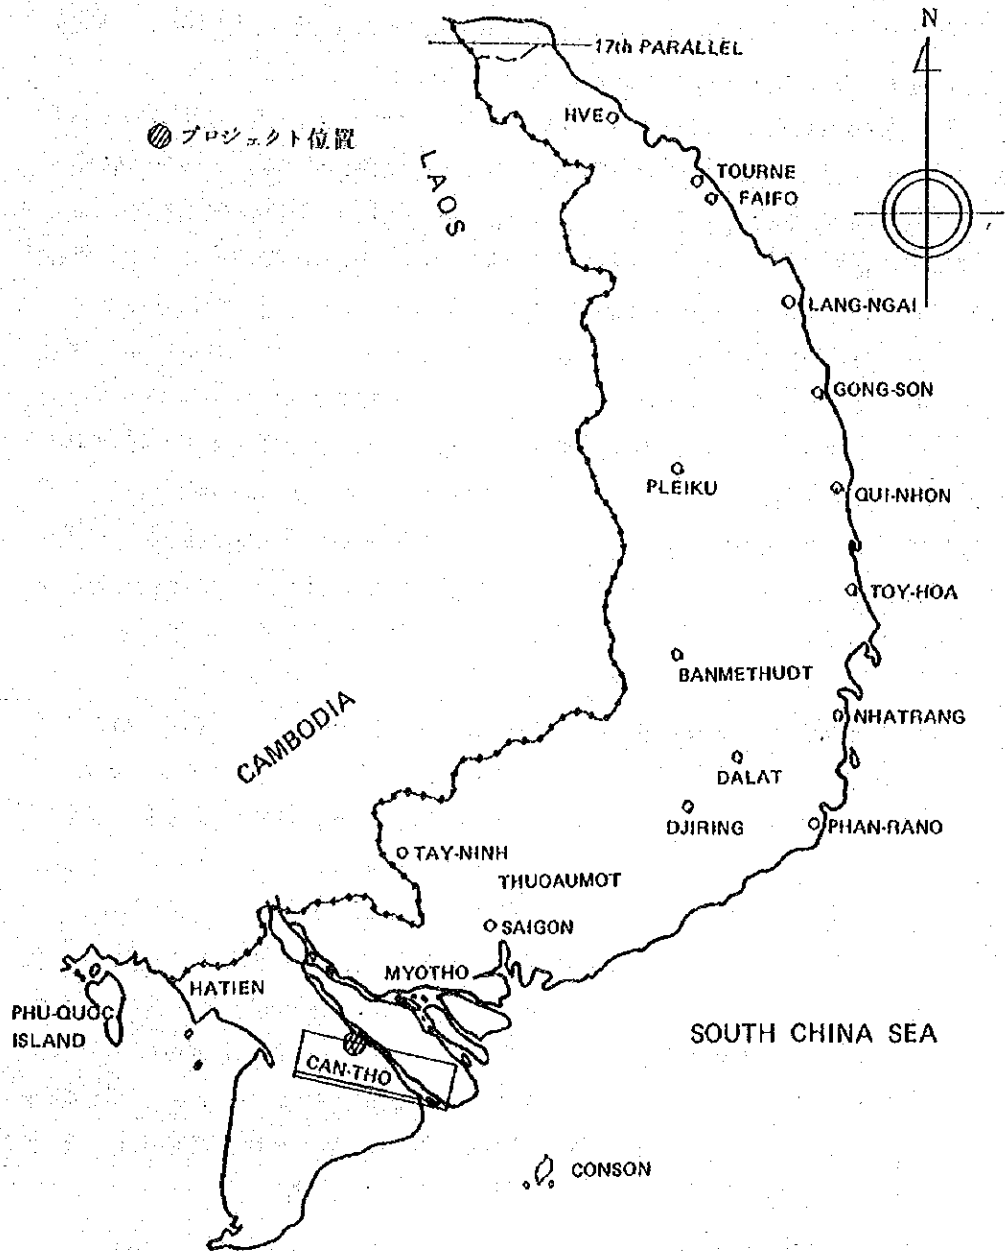 N
17th PARALLEL
HVE
プロジェクト位置
LAOS
TOURNE
FAIFO
LANG-NGAI
GONG-SON
PLEIKU
QUI-NHON
TOY-HOA
BANMETHUOT
NHATRANG
CAMBODIA
DALAT
DJIRING
PHAN-RANO
TAY-NINH
THUOAUMOT
SAIGON
MYOTHO
HATIEN
PHU-QUOC
ISLAND
SOUTH CHINA SEA
CAN-THO
CONSON